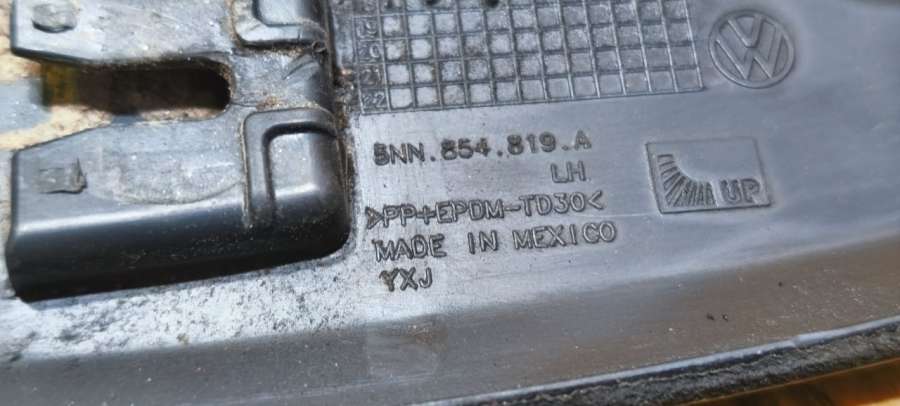 5NN.854.819.A
LH
>PP+EPDM-TD30<
MADE IN MEXICO
YXJ
UP